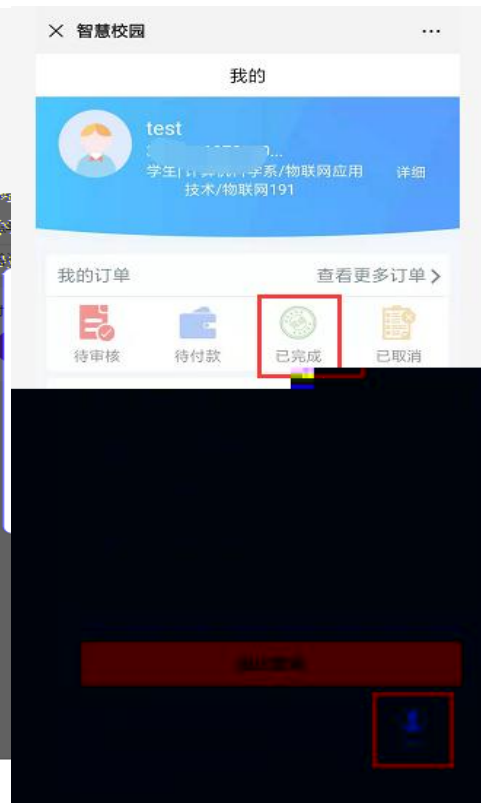 智慧校园
我的
test
学生
系/物联网应用
详细
技术/物联网191
我的订单
查看更多订单
待审核
待付款
已完成
已取消